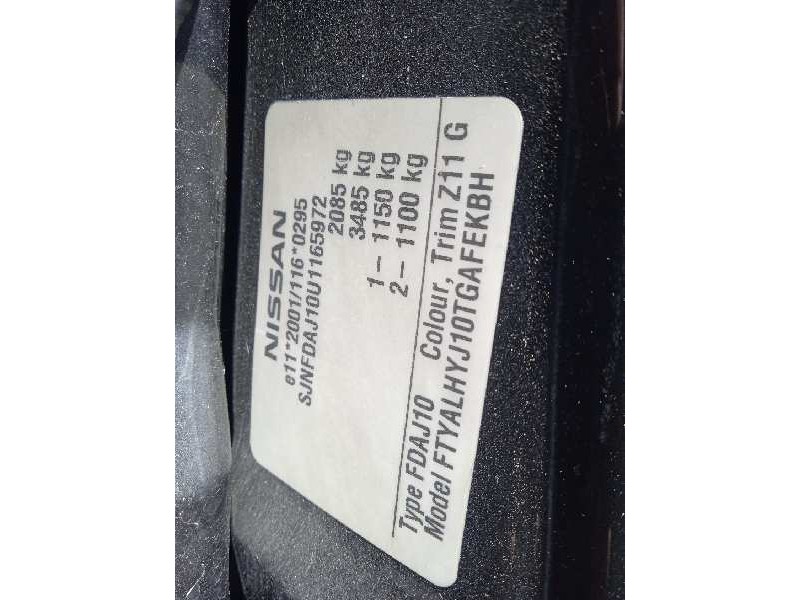 NISSAN
e11*2001/116*0295
SJNFDAJ10U1165972
2085 kg
3485 kg
1– 1150 kg
2– 1100 kg
Type FDAJ10 Colour, Trim Z11 G
Model FTYALHYJ10TGAFEKBH